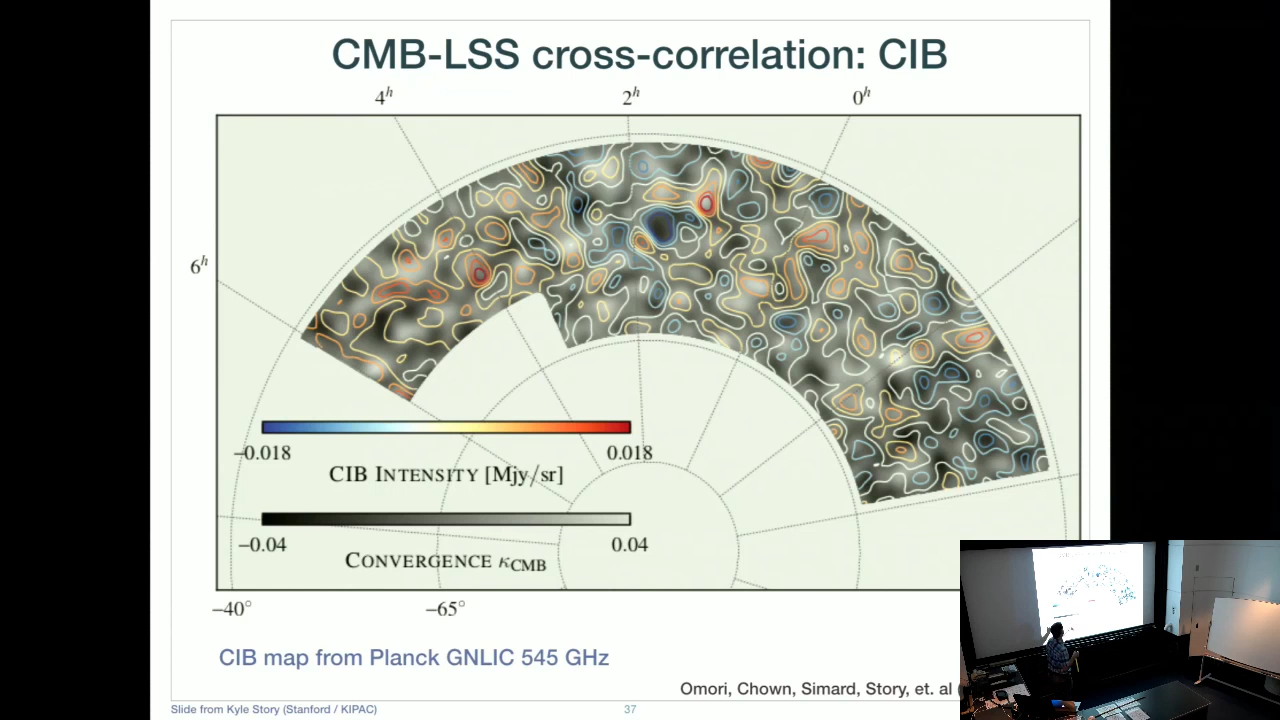 CMB-LSS cross-correlation: CIB
4h 2h 0h
6h
−0.018 0.018
CIB INTENSITY [Mjy/sr]
−0.04 0.04
CONVERGENCE κCMB
−40° −65°
CIB map from Planck GNLIC 545 GHz
Omori, Chown, Simard, Story, et. al
Slide from Kyle Story (Stanford / KIPAC) 37